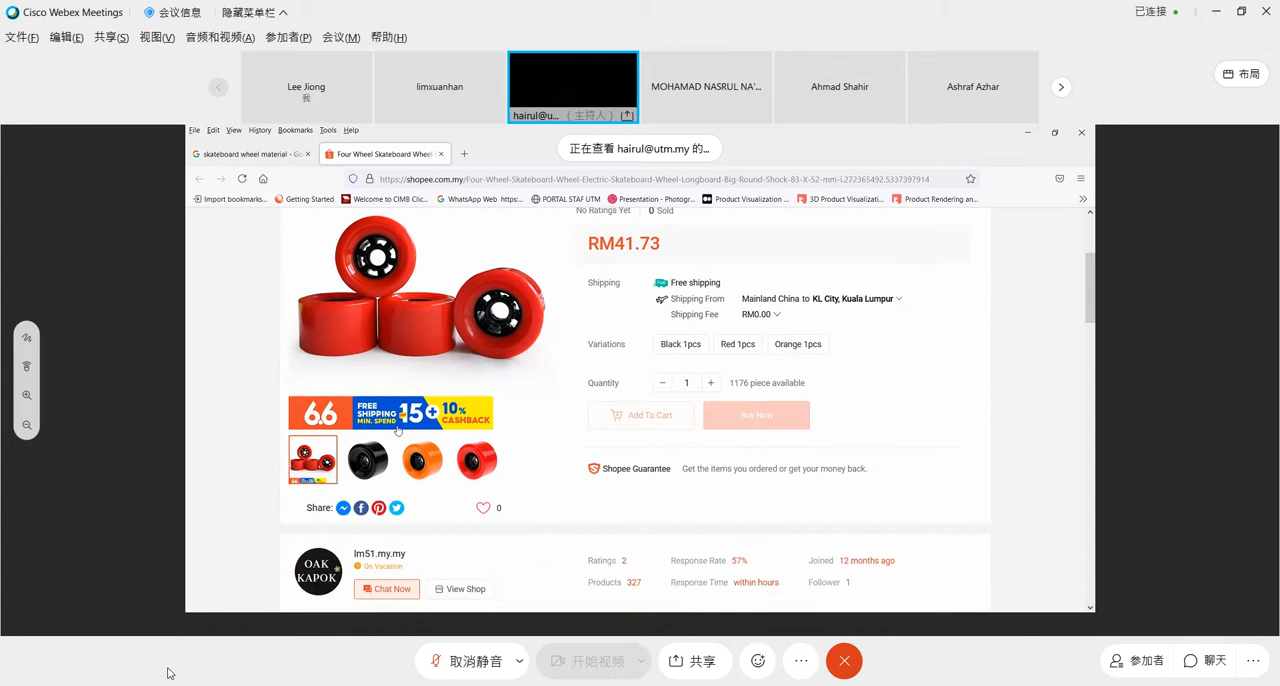 Cisco Webex Meetings 会议信息 隐藏菜单栏 已连接
文件(F) 编辑(E) 共享(S) 视图(V) 音频和视频(A) 参加者(P) 会议(M) 帮助(H)
Lee Jiong
我
limxuanhan
hairul@u... (主持人)
MOHAMAD NASRUL NA'...
Ahmad Shahir
Ashraf Azhar
布局
File Edit View History Bookmarks Tools Help
正在查看 hairul@utm.my 的...
skateboard wheel material - Go Four Wheel Skateboard Wheel
https://shopee.com.my/Four-Wheel-Skateboard-Wheel-Electric-Skateboard-Wheel-Longboard-Big-Round-Shock-83-X-52-mm-i.272365492.5337397914
Import bookmarks... Getting Started Welcome to CIMB Clic... WhatsApp Web https:... PORTAL STAF UTM Presentation - Photogr... Product Visualization ... 3D Product Visualizati... Product Rendering an...
No Ratings Yet 0 Sold
RM41.73
Shipping Free shipping
Shipping From Mainland China to KL City, Kuala Lumpur
Shipping Fee RM0.00
Variations Black 1pcs Red 1pcs Orange 1pcs
Quantity − 1 + 1176 piece available
Add To Cart Buy Now
6.6 FREE SHIPPING MIN. SPEND 15+ 10% CASHBACK
Shopee Guarantee Get the items you ordered or get your money back.
Share: 0
OAK
KAPOK
lm51.my.my
On Vacation
Chat Now View Shop
Ratings 2 Response Rate 57% Joined 12 months ago
Products 327 Response Time within hours Follower 1
取消静音 开始视频 共享 参加者 聊天